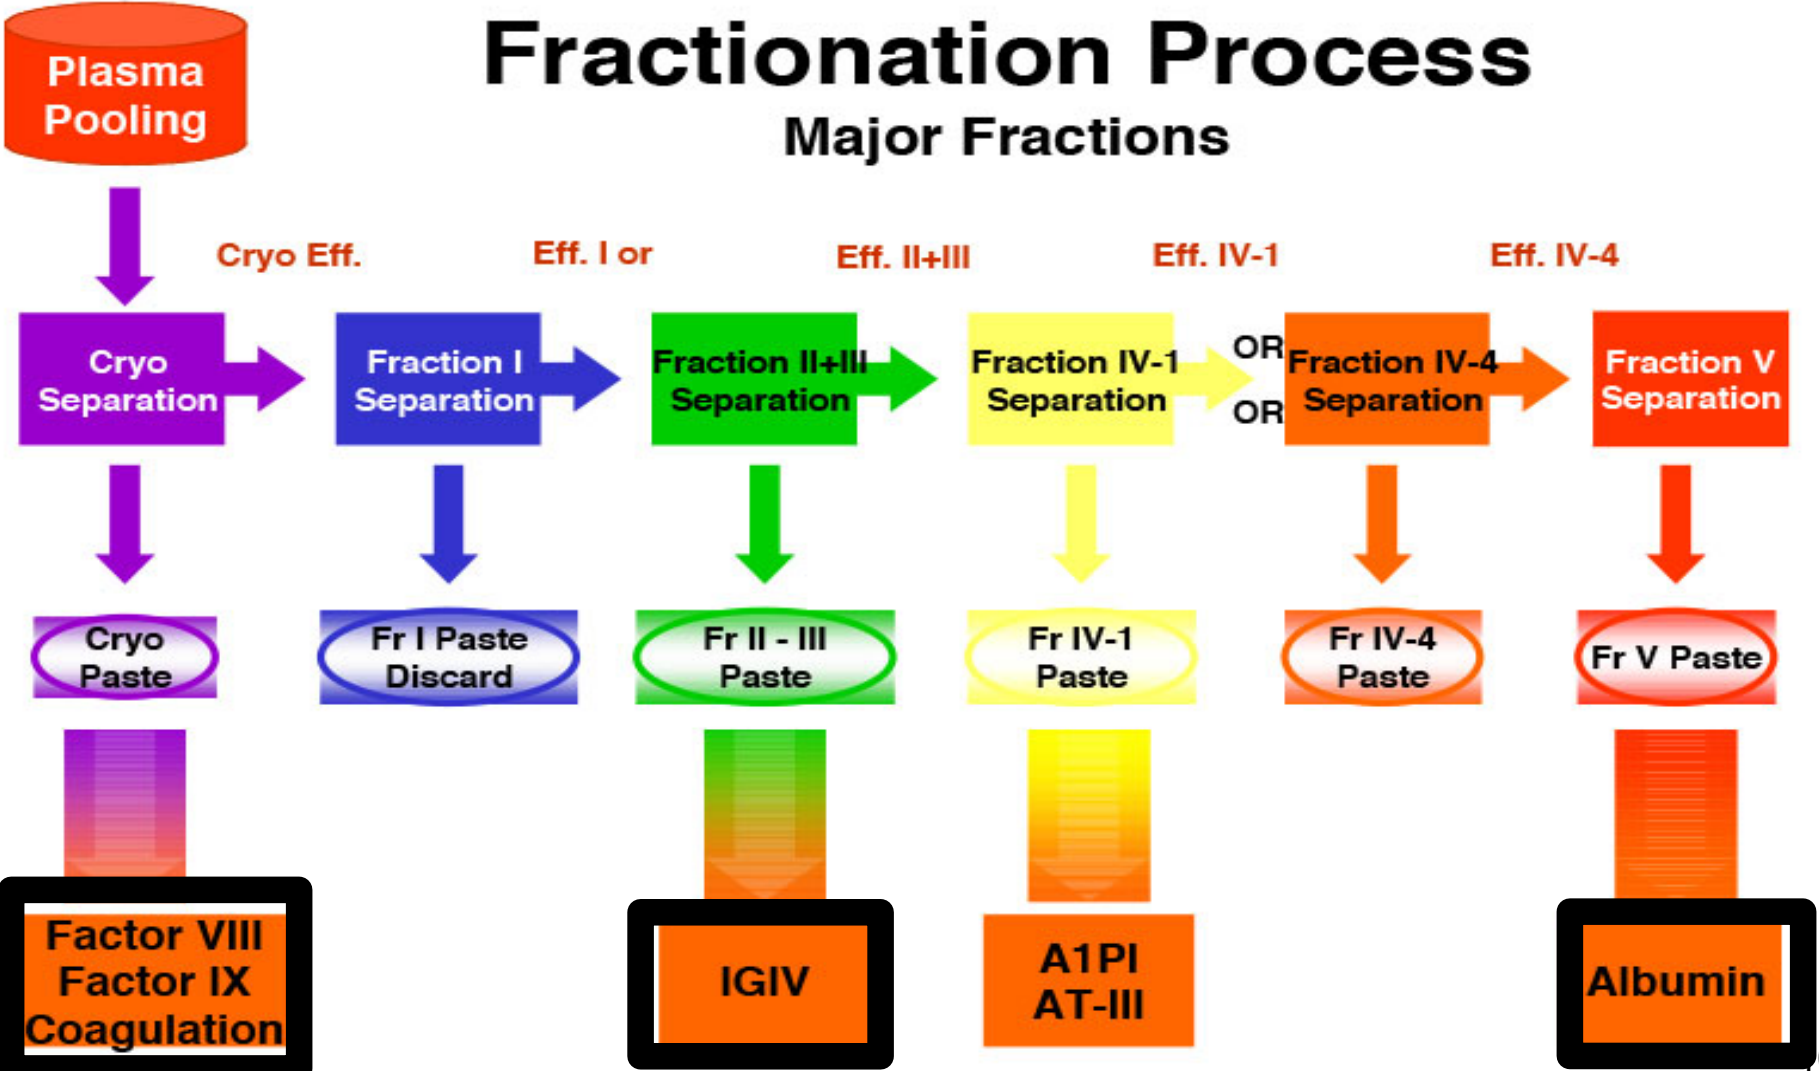 Plasma
Pooling
Fractionation Process
Major Fractions
Cryo Eff.
Eff. I or
Eff. II+III
Eff. IV-1
Eff. IV-4
Cryo
Separation
Fraction I
Separation
Fraction II+III
Separation
Fraction IV-1
Separation
OR
OR
Fraction IV-4
Separation
Fraction V
Separation
Cryo
Paste
Fr I Paste
Discard
Fr II - III
Paste
Fr IV-1
Paste
Fr IV-4
Paste
Fr V Paste
Factor VIII
Factor IX
Coagulation
IGIV
A1PI
AT-III
Albumin